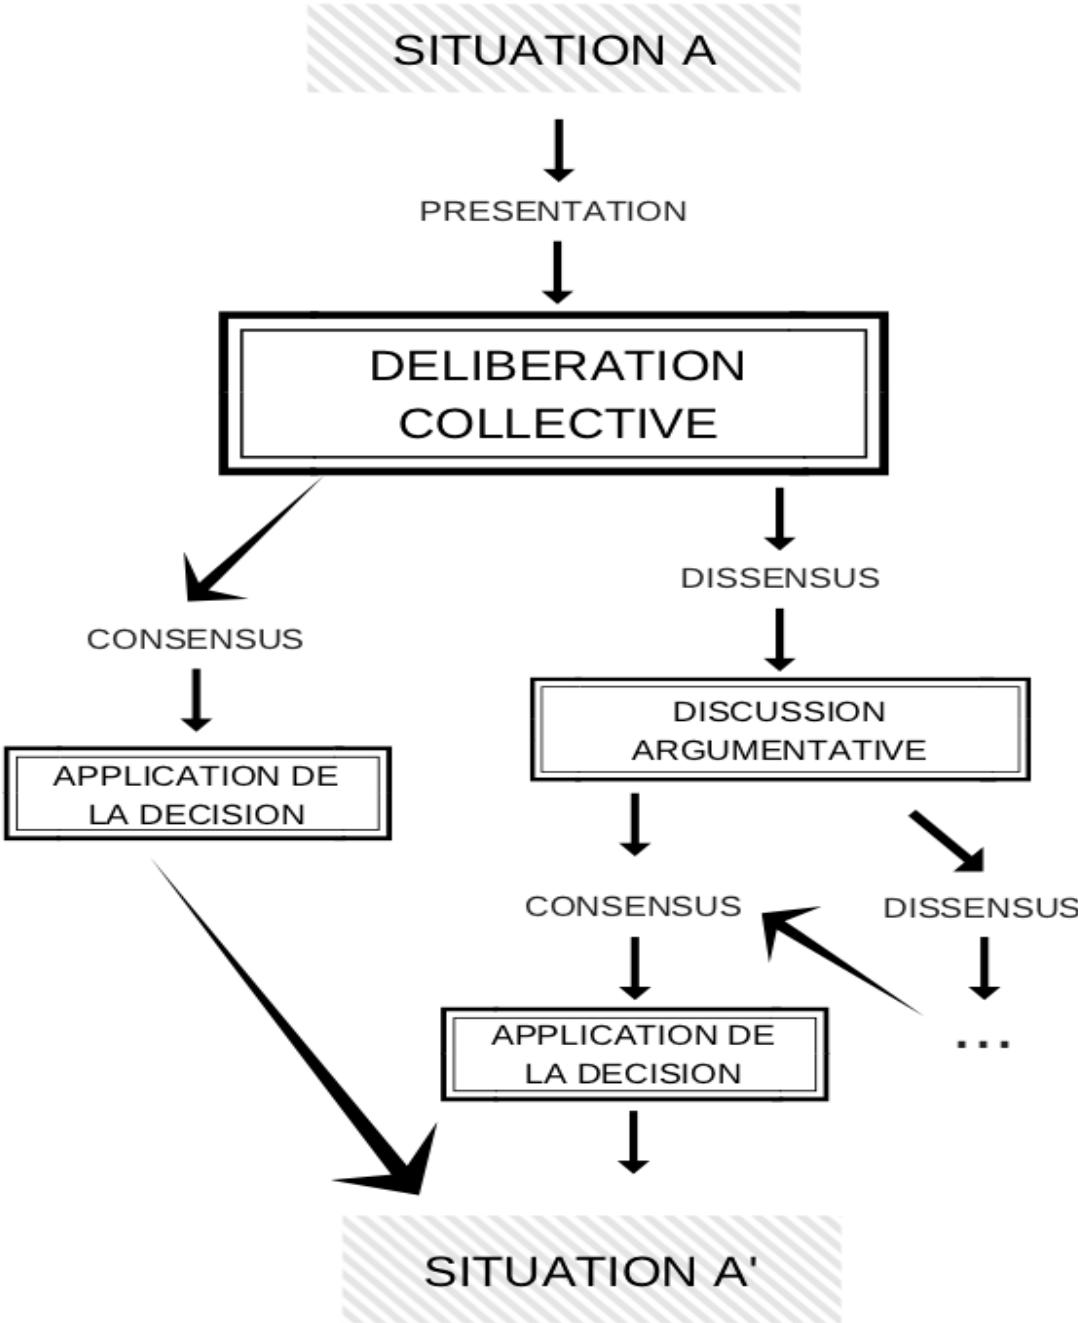 SITUATION A
PRESENTATION
DELIBERATION
COLLECTIVE
DISSENSUS
CONSENSUS
DISCUSSION
ARGUMENTATIVE
APPLICATION DE
LA DECISION
CONSENSUS
DISSENSUS
APPLICATION DE
LA DECISION
...
SITUATION A'